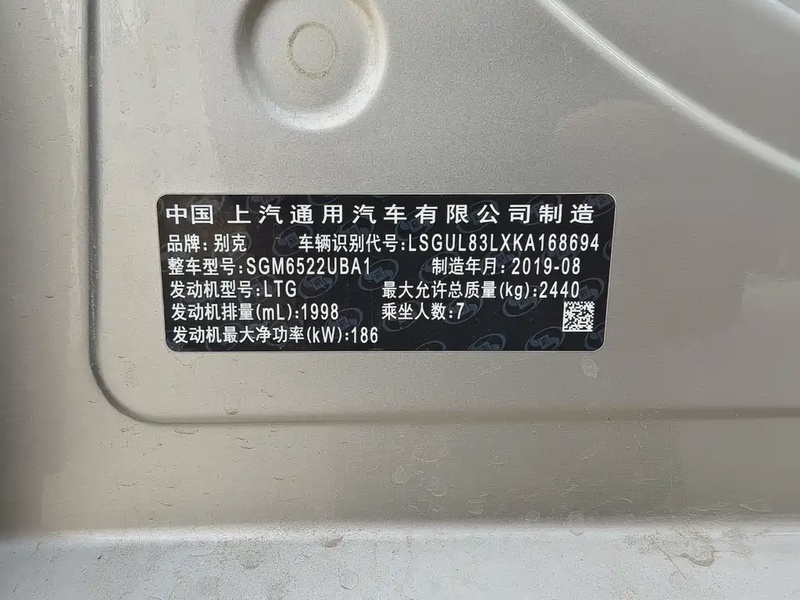 中国 上汽通用汽车有限公司制造
品牌:别克 车辆识别代号:LSGUL83LXKA168694
整车型号:SGM6522UBA1 制造年月:2019-08
发动机型号:LTG 最大允许总质量(kg):2440
发动机排量(mL):1998 乘坐人数:7
发动机最大净功率(kW):186